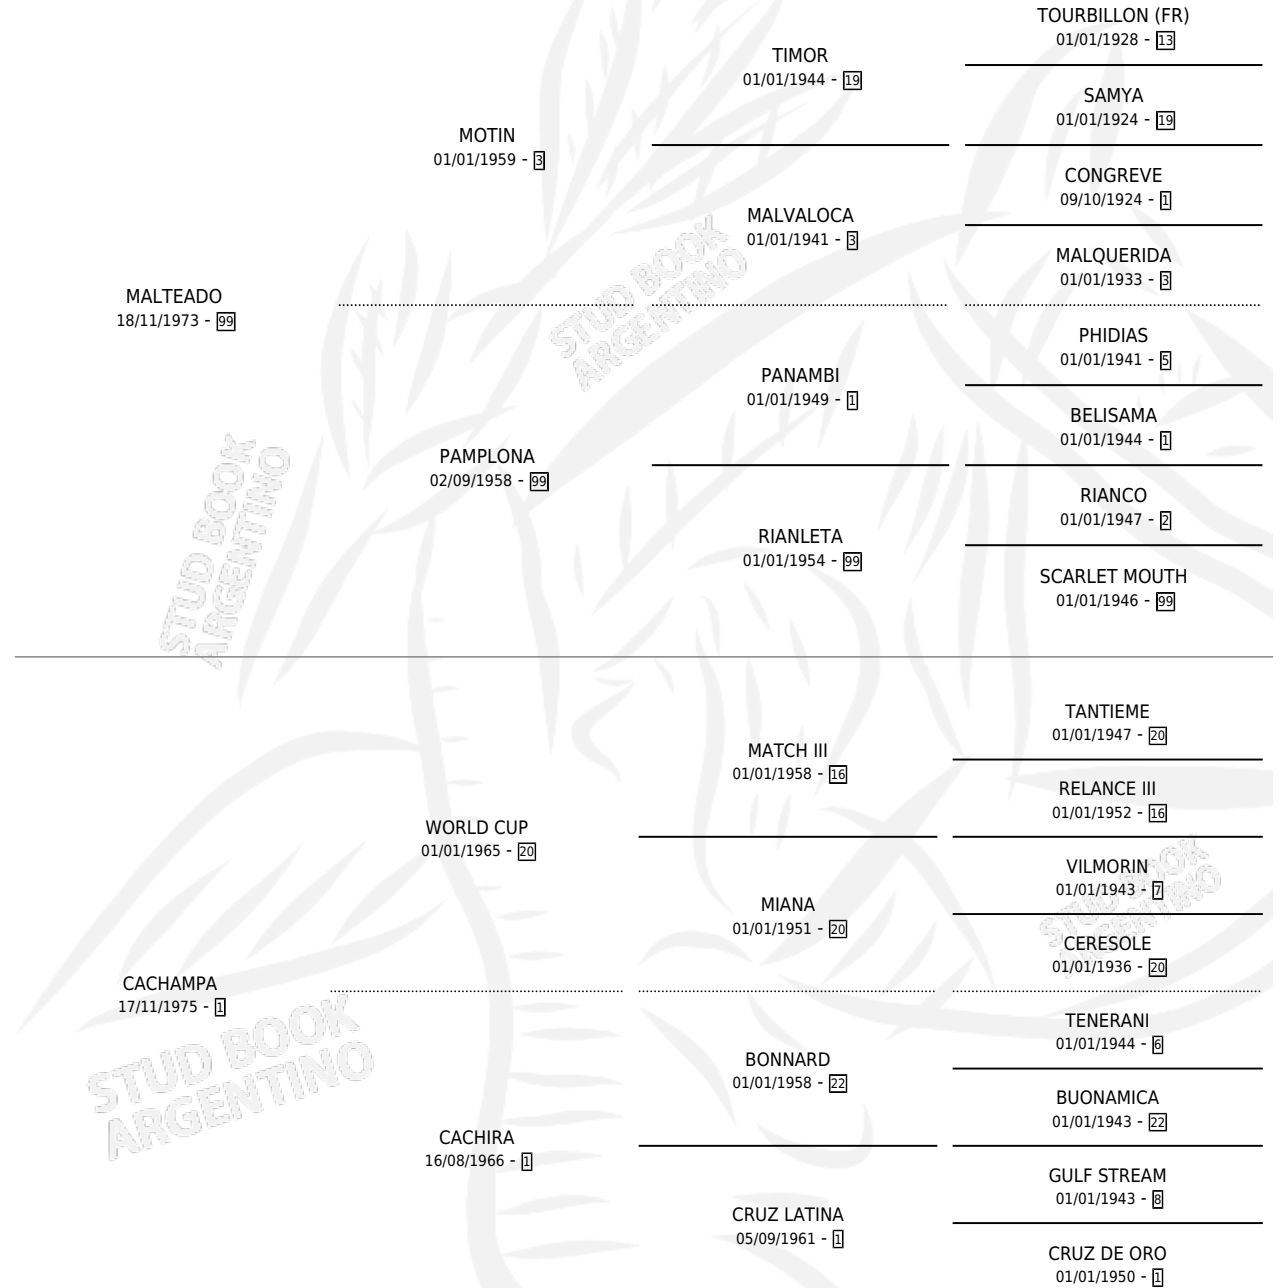 TOURBILLON (FR)
01/01/1928 - 13
TIMOR
01/01/1944 - 19
SAMYA
01/01/1924 - 19
MOTIN
01/01/1959 - 3
CONGREVE
09/10/1924 - 1
MALVALOCA
01/01/1941 - 3
MALQUERIDA
01/01/1933 - 3
MALTEADO
18/11/1973 - 99
PHIDIAS
01/01/1941 - 5
PANAMBI
01/01/1949 - 1
BELISAMA
01/01/1944 - 1
PAMPLONA
02/09/1958 - 99
RIANCO
01/01/1947 - 2
RIANLETA
01/01/1954 - 99
SCARLET MOUTH
01/01/1946 - 99
STUD BOOK
ARGENTINO
STUD BOOK
ARGENTINO
TANTIEME
01/01/1947 - 20
MATCH III
01/01/1958 - 16
RELANCE III
01/01/1952 - 16
WORLD CUP
01/01/1965 - 20
VILMORIN
01/01/1943 - 7
MIANA
01/01/1951 - 20
CERESOLE
01/01/1936 - 20
CACHAMPA
17/11/1975 - 1
TENERANI
01/01/1944 - 6
BONNARD
01/01/1958 - 22
BUONAMICA
01/01/1943 - 22
CACHIRA
16/08/1966 - 1
GULF STREAM
01/01/1943 - 8
CRUZ LATINA
05/09/1961 - 1
CRUZ DE ORO
01/01/1950 - 1
STUD BOOK
ARGENTINO
STUD BOOK
ARGENTINO